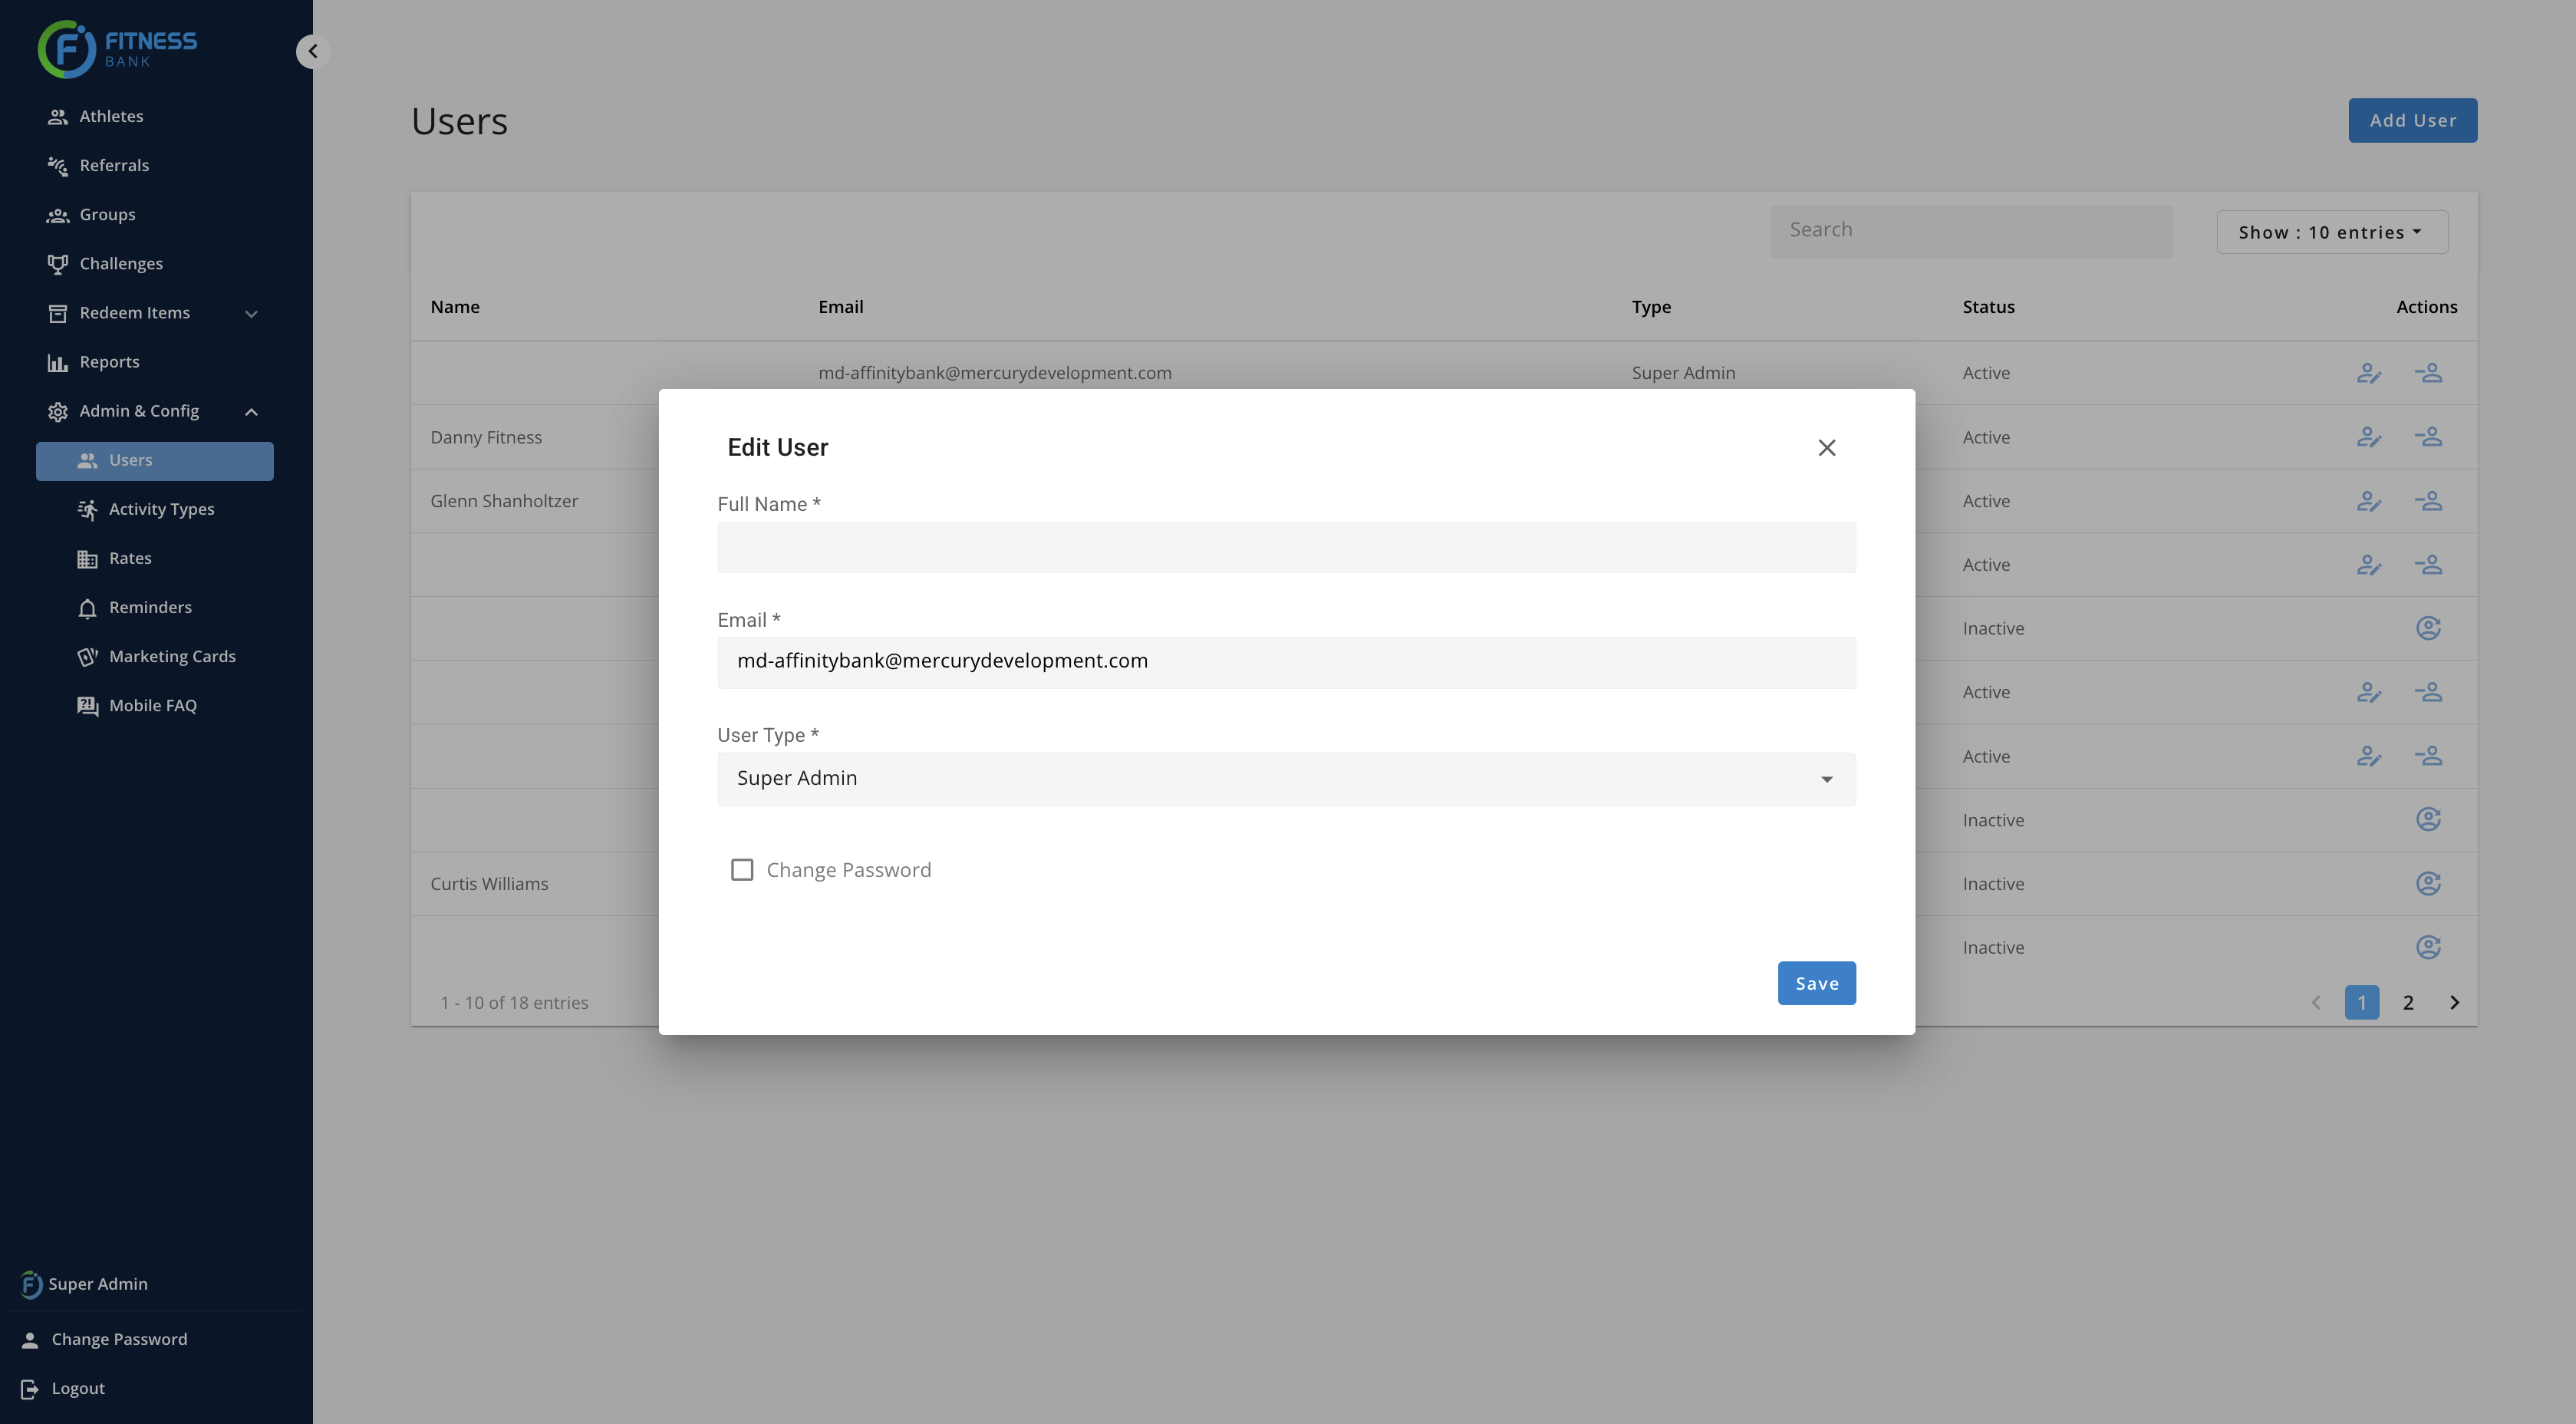 FITNESS
BANK
Athletes
Referrals
Groups
Challenges
Redeem Items
Reports
Admin & Config
Users
Activity Types
Rates
Reminders
Marketing Cards
Mobile FAQ
Super Admin
Change Password
Logout
Users
Add User
Search
Show : 10 entries
Name Email Type Status Actions
md-affinitybank@mercurydevelopment.com Super Admin Active
Danny Fitness Active
Glenn Shanholtzer Active
Active
Inactive
Active
Active
Inactive
Curtis Williams Inactive
Inactive
1 - 10 of 18 entries
1 2
Edit User
Full Name *
Email *
md-affinitybank@mercurydevelopment.com
User Type *
Super Admin
Change Password
Save